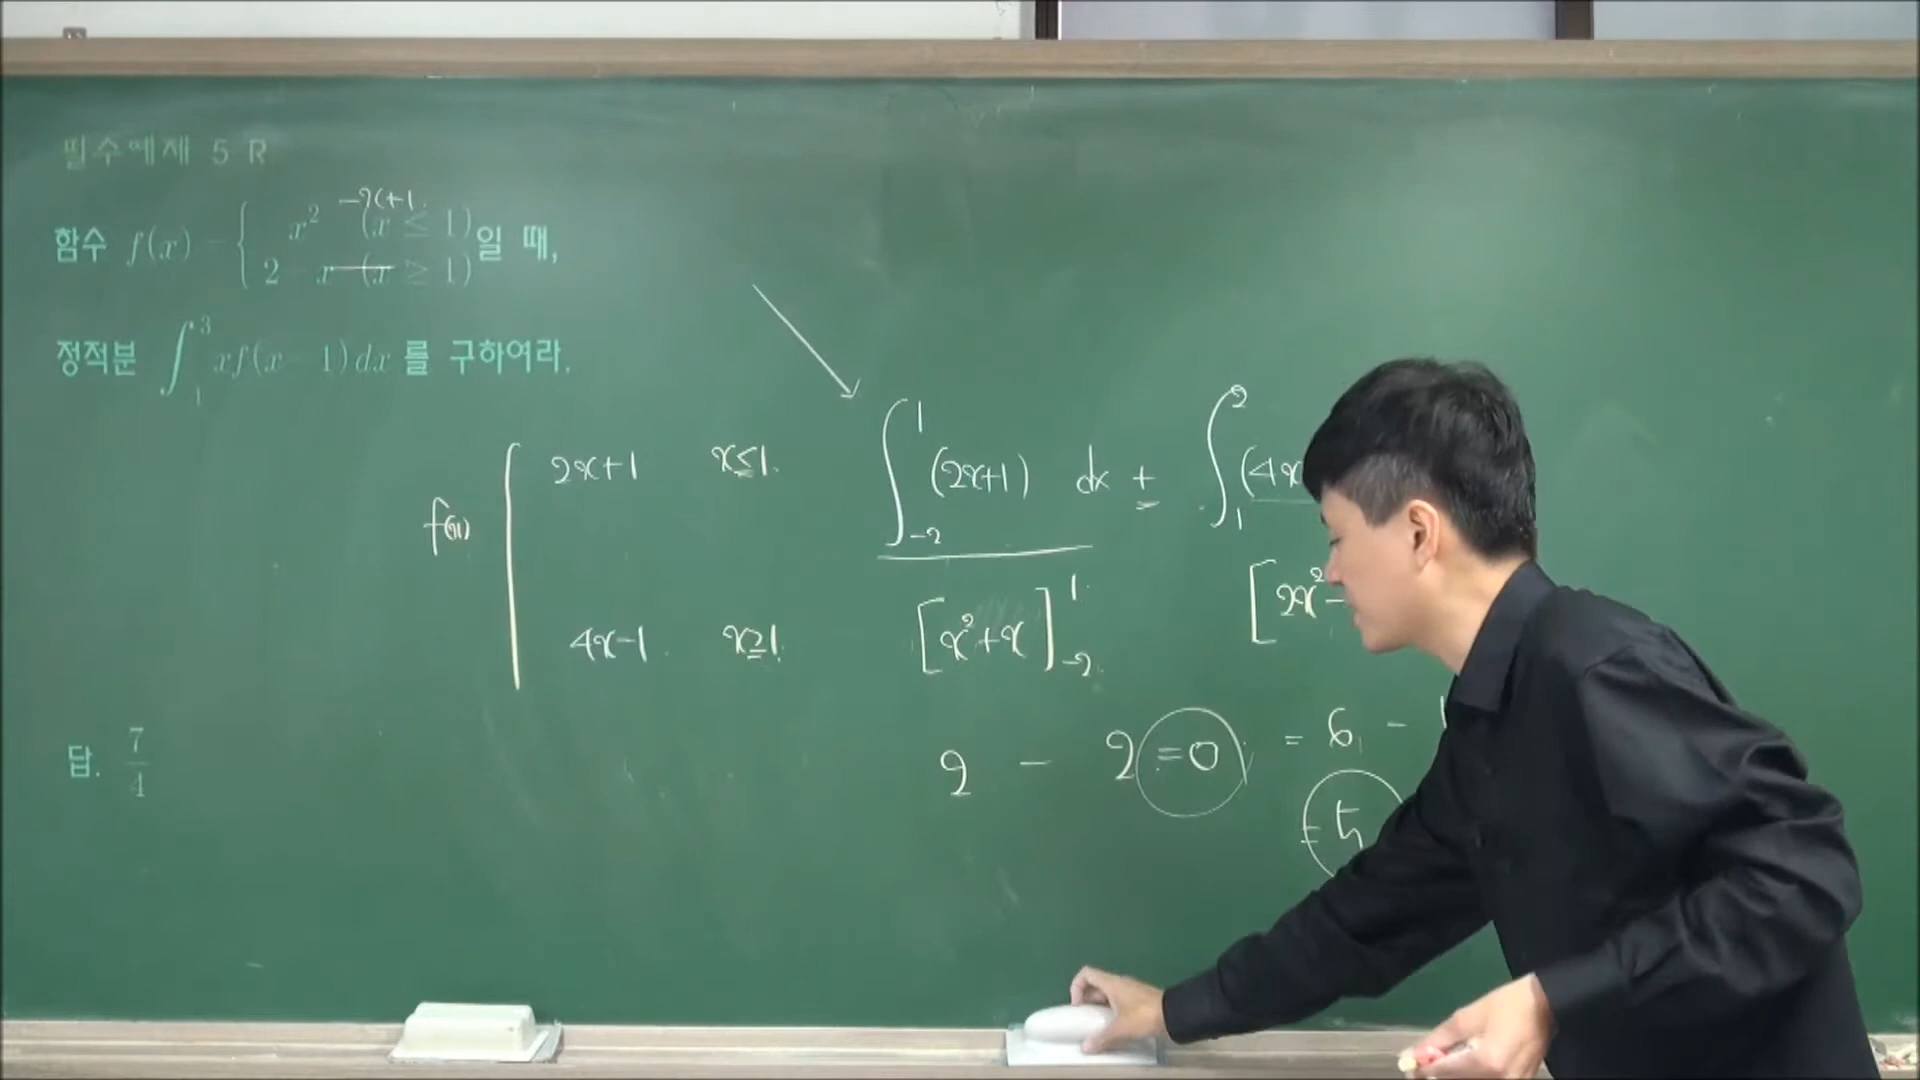 필수예제 5 R
-2x+1
함수 f(x) = { x² (x ≤ 1) 일 때,
2 - x (x ≥ 1)
정적분 ∫₁³ xf(x - 1) dx 를 구하여라.
f(x) { 2x+1 x≤1.
4x-1. x≥1.
∫₋₂¹ (2x+1) dx + ∫₁² (4x
[x²+x]₋₂¹ [2x²-
2 - 2 = 0 = 6 -
= 5
답. 7/4